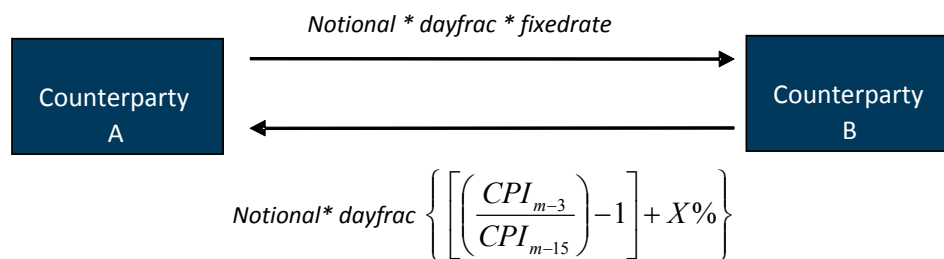 Notional * dayfrac * fixedrate
Counterparty
A
Counterparty
B
Notional* dayfrac {[(CPI_{m-3}/CPI_{m-15})-1]+X%}